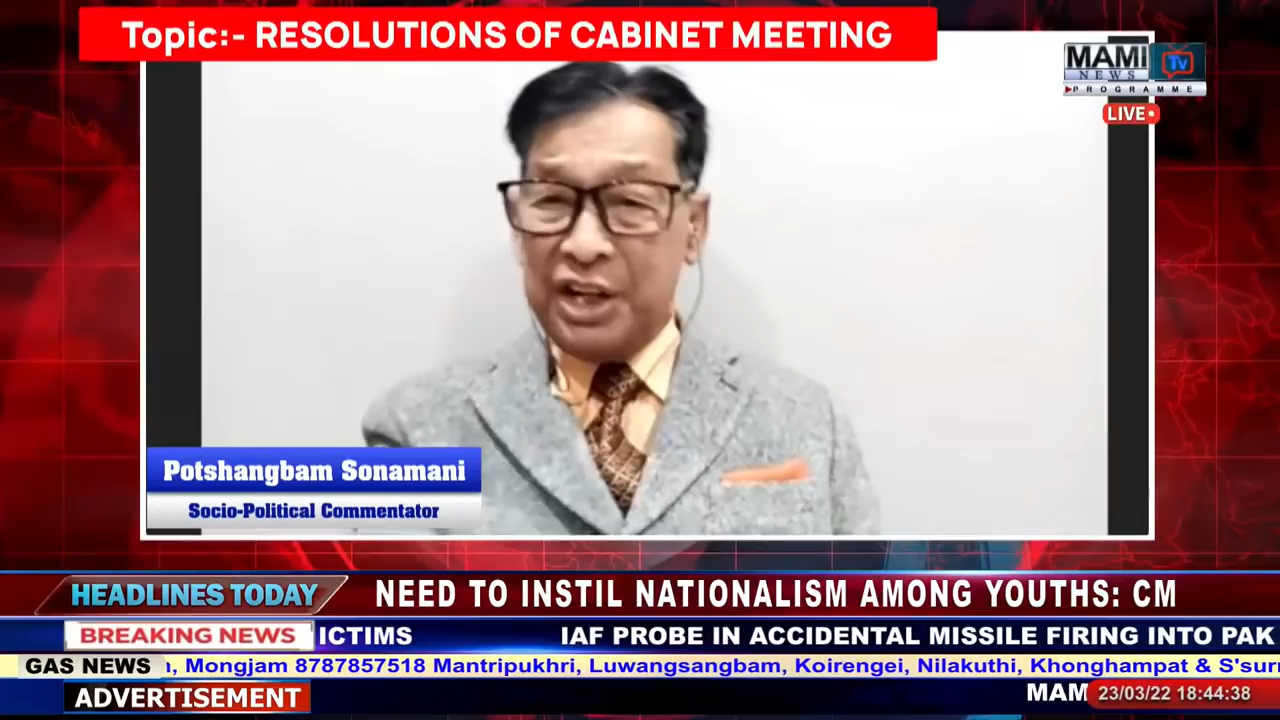 Topic:- RESOLUTIONS OF CABINET MEETING
MAMI
NEWS
Tv
PROGRAMME
LIVE
Potshangbam Sonamani
Socio-Political Commentator
HEADLINES TODAY
NEED TO INSTIL NATIONALISM AMONG YOUTHS: CM
BREAKING NEWS
ICTIMS IAF PROBE IN ACCIDENTAL MISSILE FIRING INTO PAK
GAS NEWS
, Mongjam 8787857518 Mantripukhri, Luwangsangbam, Koirengei, Nilakuthi, Khonghampat & S'sur
ADVERTISEMENT
MAM
23/03/22 18:44:38